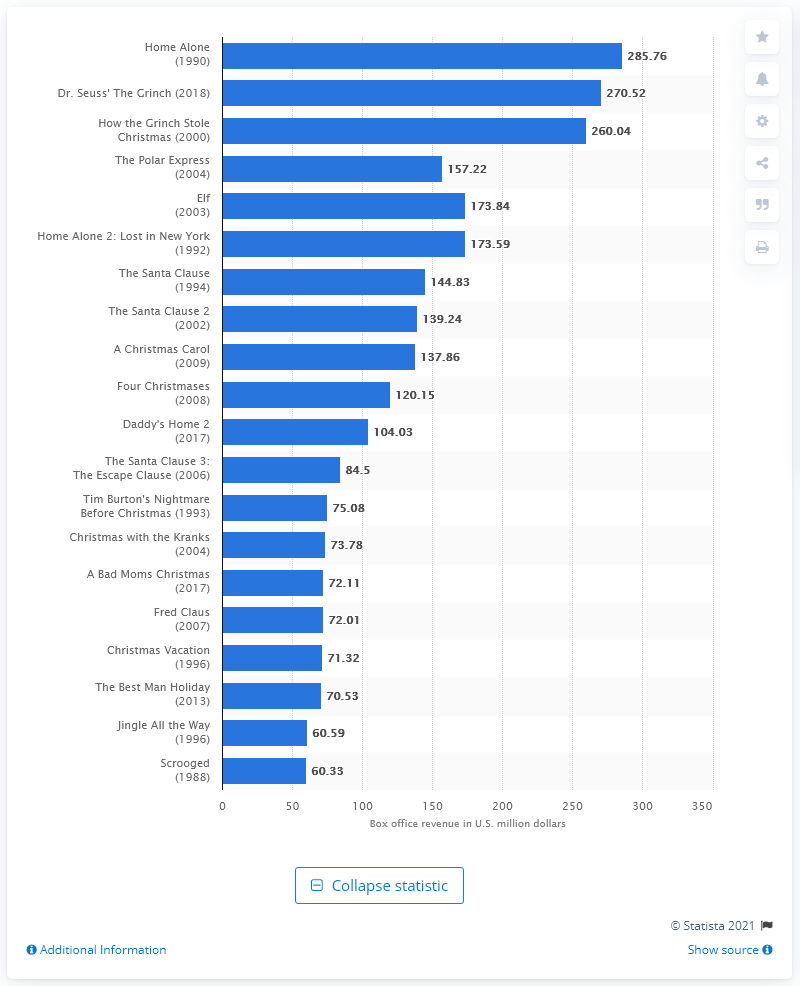 Home Alone
(1990)
285.76
Dr. Seuss' The Grinch (2018)
270.52
How the Grinch Stole
Christmas (2000)
260.04
The Polar Express
(2004)
157.22
Elf
(2003)
173.84
Home Alone 2: Lost in New York
(1992)
173.59
The Santa Clause
(1994)
144.83
The Santa Clause 2
(2002)
139.24
A Christmas Carol
(2009)
137.86
Four Christmases
(2008)
120.15
Daddy's Home 2
(2017)
104.03
The Santa Clause 3:
The Escape Clause (2006)
84.5
Tim Burton's Nightmare
Before Christmas (1993)
75.08
Christmas with the Kranks
(2004)
73.78
A Bad Moms Christmas
(2017)
72.11
Fred Claus
(2007)
72.01
Christmas Vacation
(1996)
71.32
The Best Man Holiday
(2013)
70.53
Jingle All the Way
(1996)
60.59
Scrooged
(1988)
60.33
0 50 100 150 200 250 300 350
Box office revenue in U.S. million dollars
Collapse statistic
© Statista 2021
Additional Information
Show source